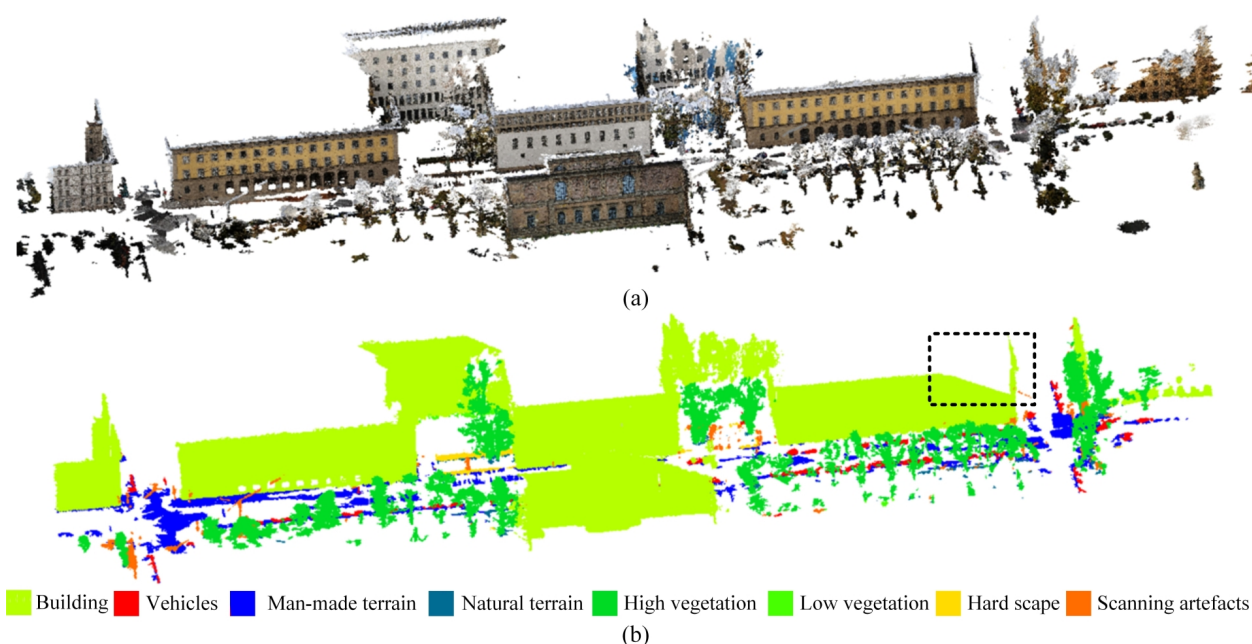 (a)
Building Vehicles Man-made terrain Natural terrain High vegetation Low vegetation Hard scape Scanning artefacts
(b)